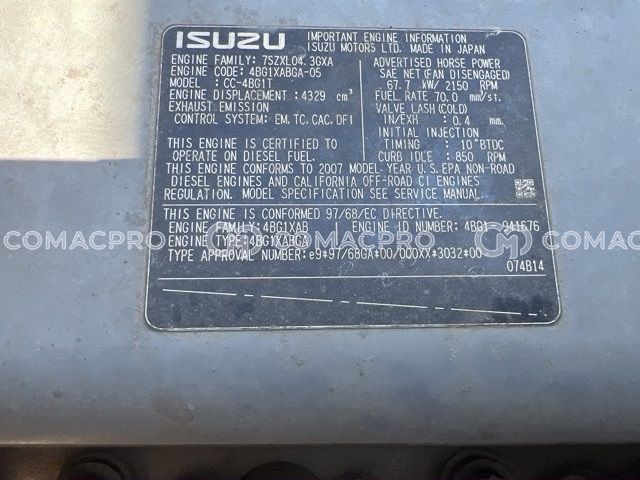 ISUZU
IMPORTANT ENGINE INFORMATION
ISUZU MOTORS LTD. MADE IN JAPAN
ENGINE FAMILY: 7SZXL04.3GXA
ENGINE CODE: 4BG1XABGA-05
MODEL: CC-4BG1T
ENGINE DISPLACEMENT: 4329 cm³
EXHAUST EMISSION
CONTROL SYSTEM: EM, TC, CAC, DFI
THIS ENGINE IS CERTIFIED TO
OPERATE ON DIESEL FUEL.
ADVERTISED HORSE POWER
SAE NET (FAN DISENGAGED)
67.7 kW/ 2150 RPM
FUEL RATE 70.0 mm³/st.
VALVE LASH (COLD)
IN/EXH : 0.4 mm.
INITIAL INJECTION
TIMING : 10°BTDC
CURB IDLE : 850 RPM
THIS ENGINE CONFORMS TO 2007 MODEL YEAR U.S. EPA NON-ROAD
DIESEL ENGINES AND CALIFORNIA OFF-ROAD CI ENGINES
REGULATION. MORE SPECIFICATION SEE SERVICE MANUAL.
THIS ENGINE IS CONFORMED 97/68/EC DIRECTIVE.
ENGINE FAMILY: 4BG1XAB
ENGINE ID NUMBER: 4BG1-941676
ENGINE TYPE: 4BG1XABGA
TYPE APPROVAL NUMBER: e9*97/68GA*00/000XX*3032*00
074B14
COMACPRO
COMACPRO
COMACPRO